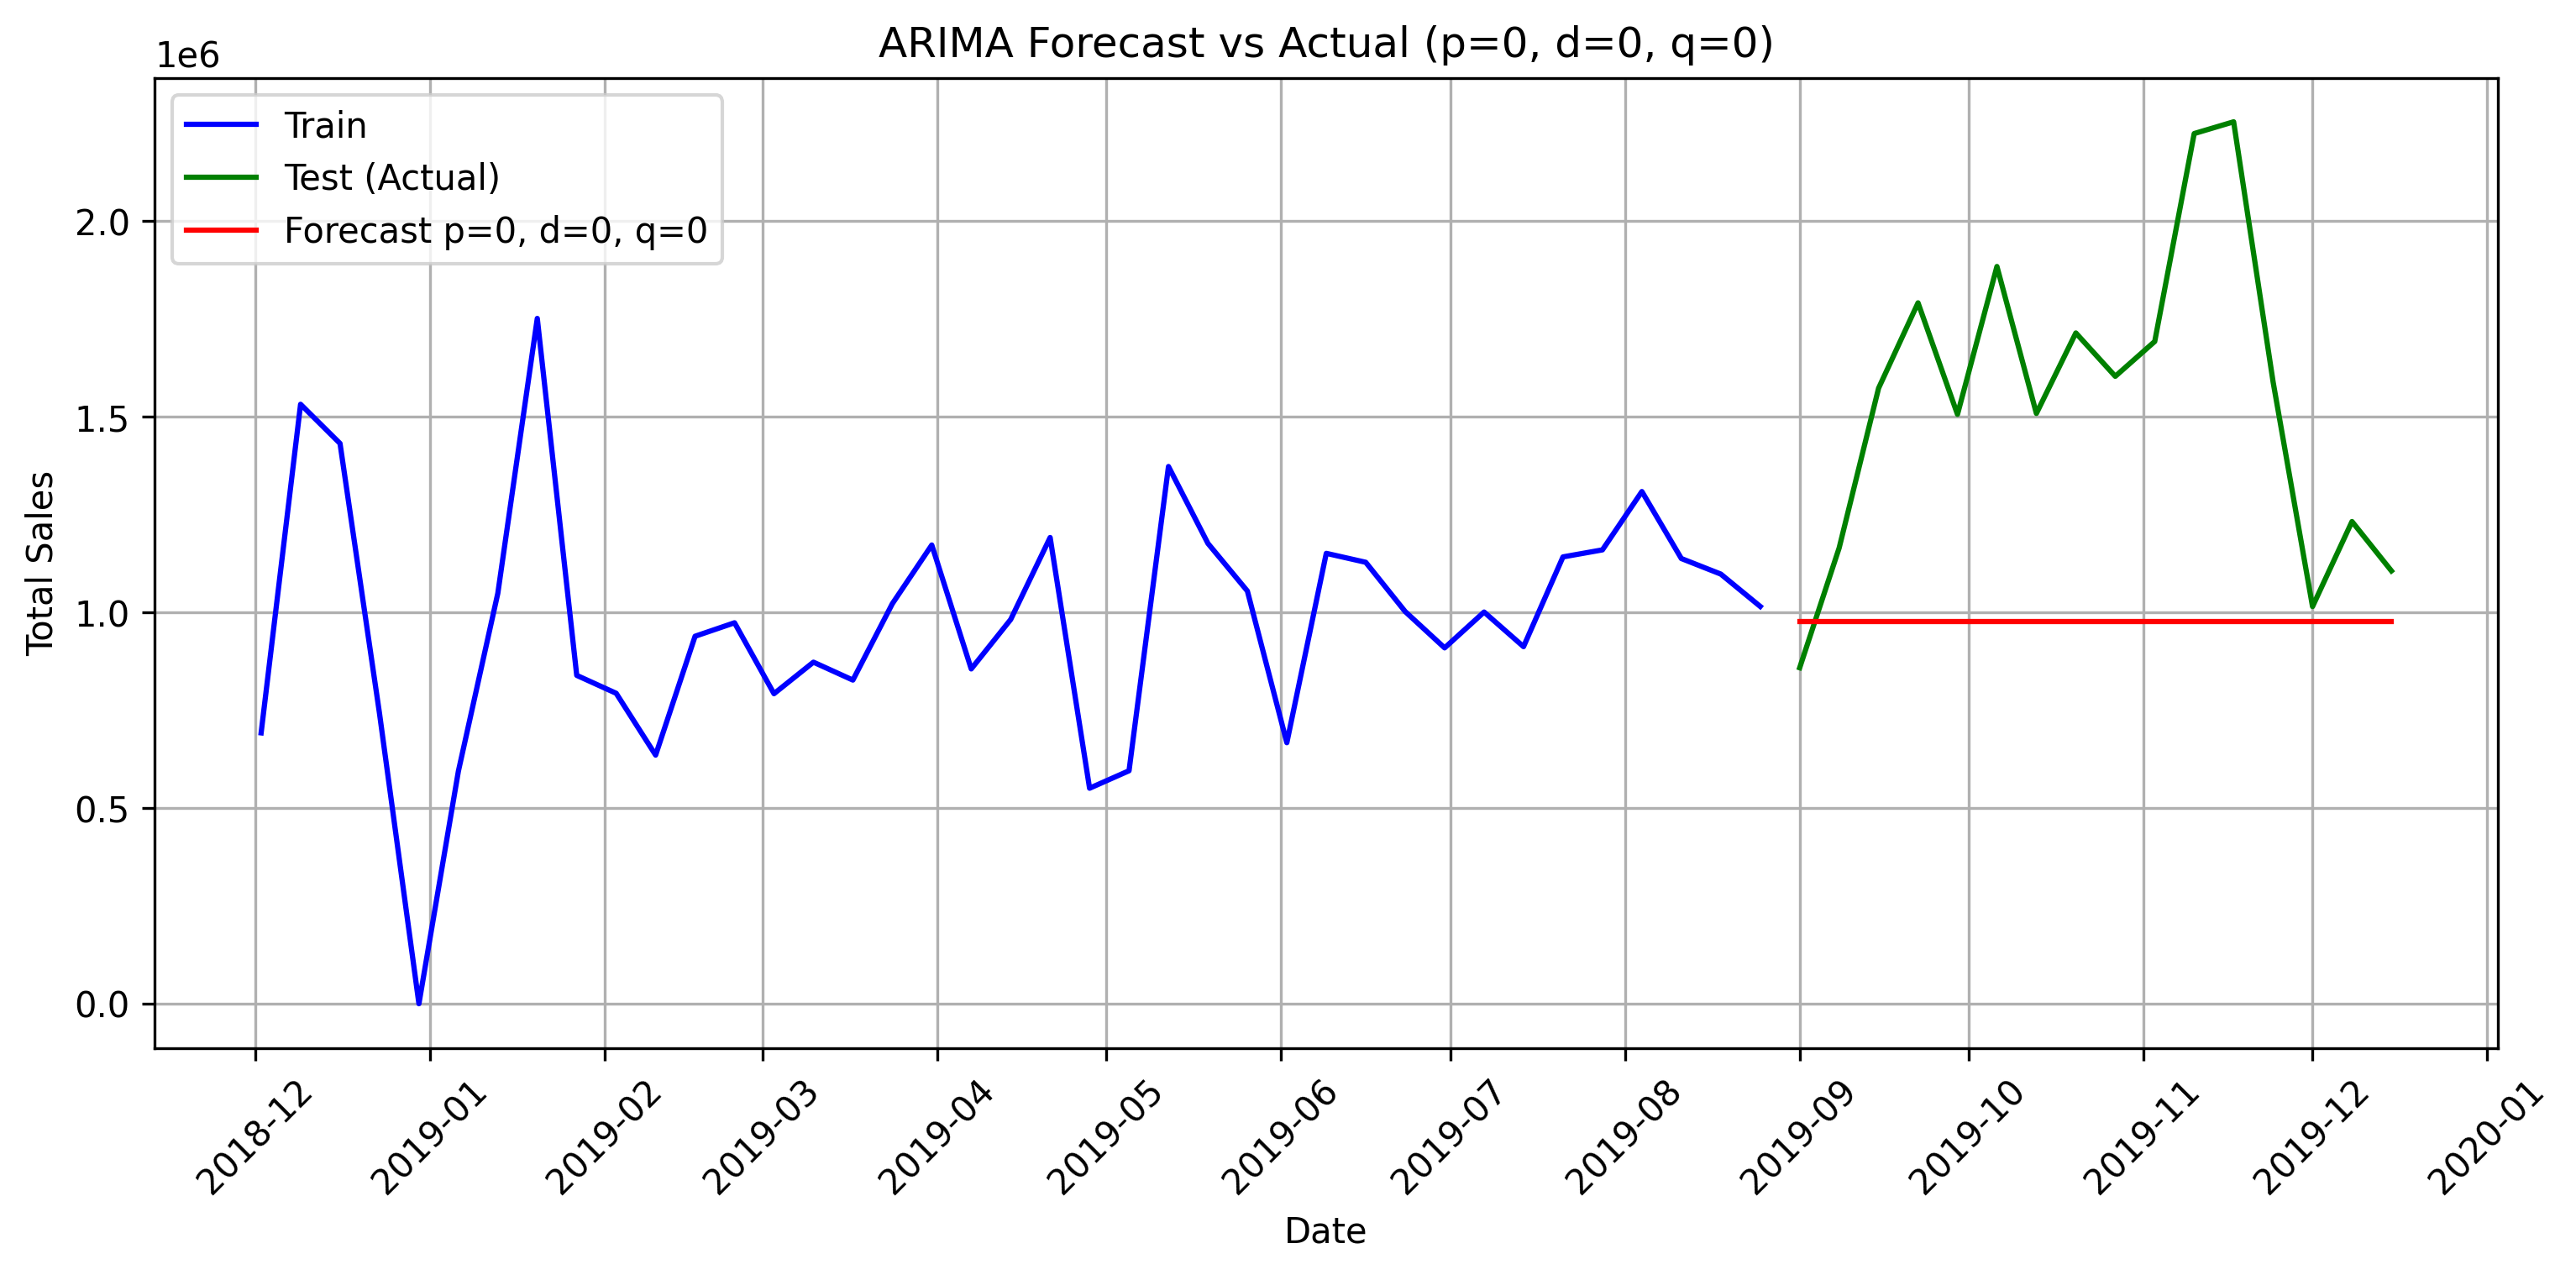 ARIMA Forecast vs Actual (p=0, d=0, q=0)
1e6
Train
Test (Actual)
Forecast p=0, d=0, q=0
2.0
1.5
1.0
0.5
0.0
Total Sales
2018-12
2019-01
2019-02
2019-03
2019-04
2019-05
2019-06
2019-07
2019-08
2019-09
2019-10
2019-11
2019-12
2020-01
Date